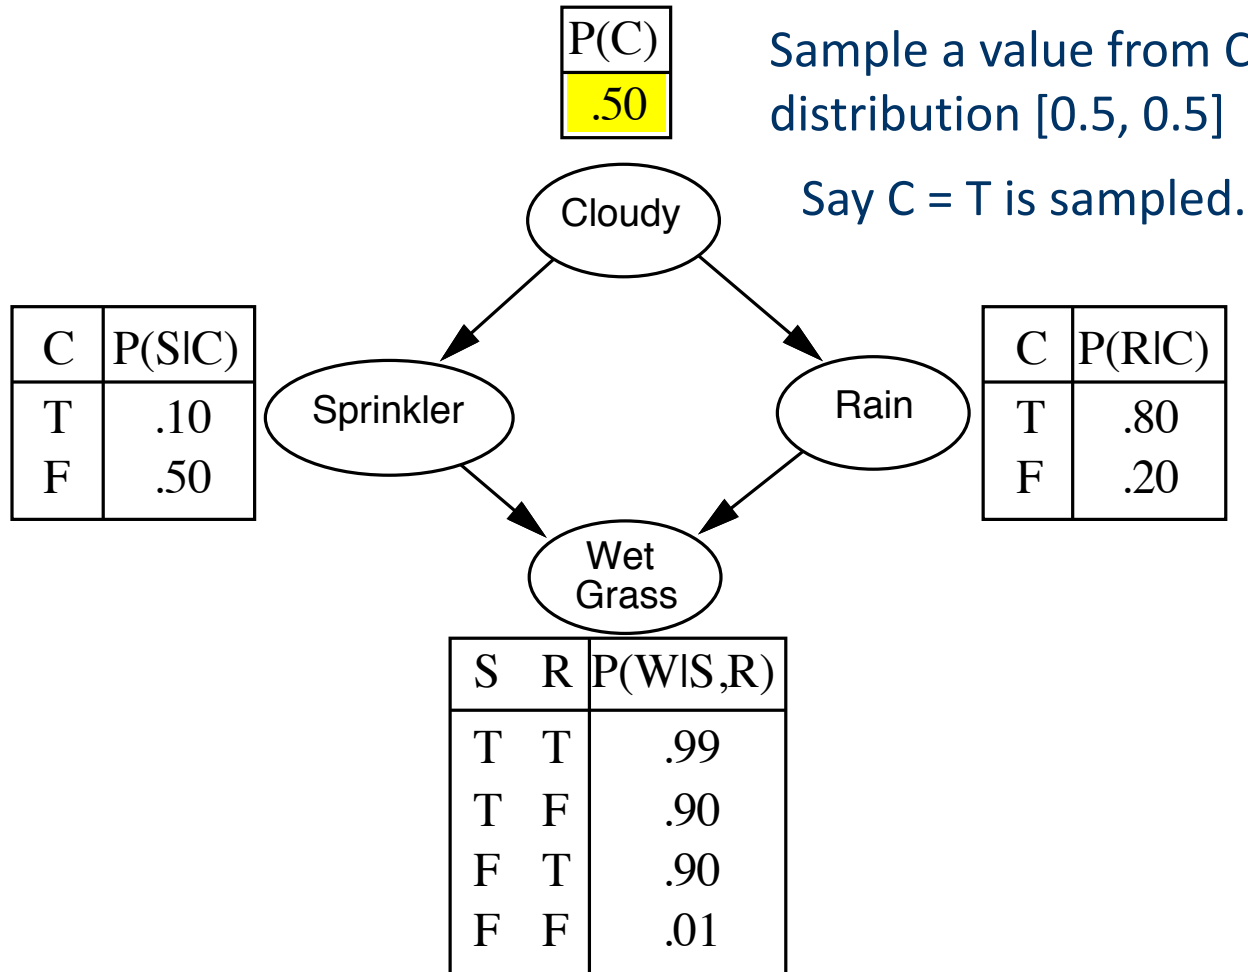 P(C)
.50
Sample a value from C
distribution [0.5, 0.5]
Say C = T is sampled.
Cloudy
C P(S|C)
T .10
F .50
Sprinkler
Rain
C P(R|C)
T .80
F .20
Wet
Grass
S R P(W|S,R)
T T .99
T F .90
F T .90
F F .01